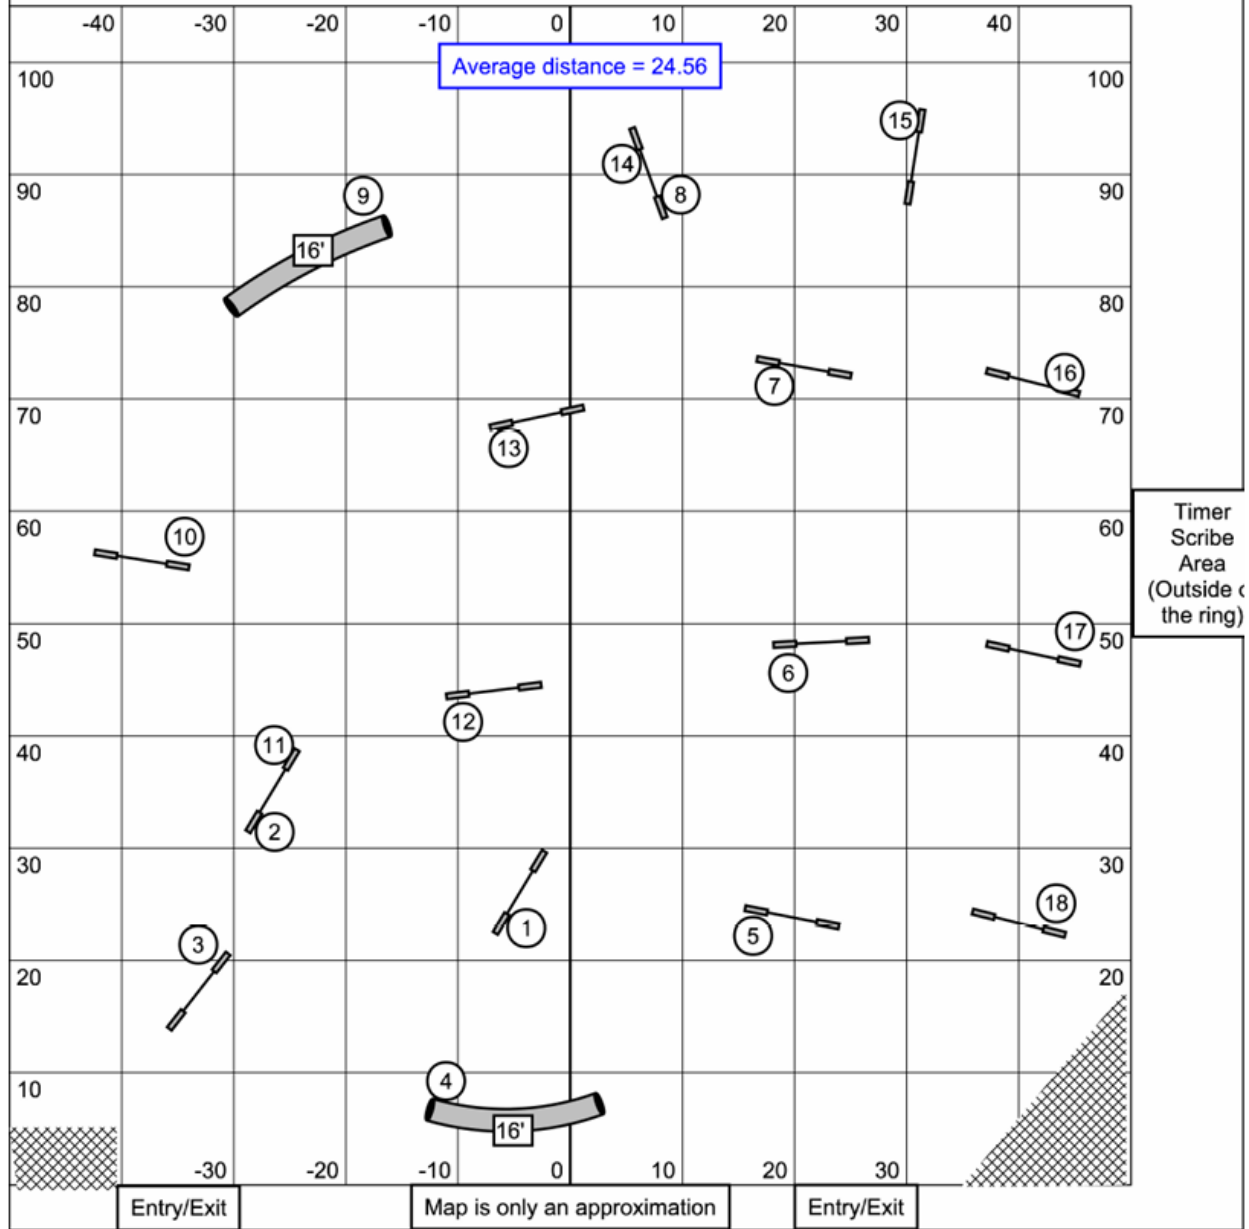 -40 -30 -20 -10 0 10 20 30 40
Average distance = 24.56
100 100
15
14
90 8 90
9
16'
80 80
7 16
70 70
13
60 60
10
Timer
Scribe
Area
(Outside
the ring)
50 17 50
6
12
40 11 40
2
30 30
1 5 18
3
20 20
10 4
16'
-30 -20 -10 0 10 20 30
Entry/Exit Map is only an approximation Entry/Exit